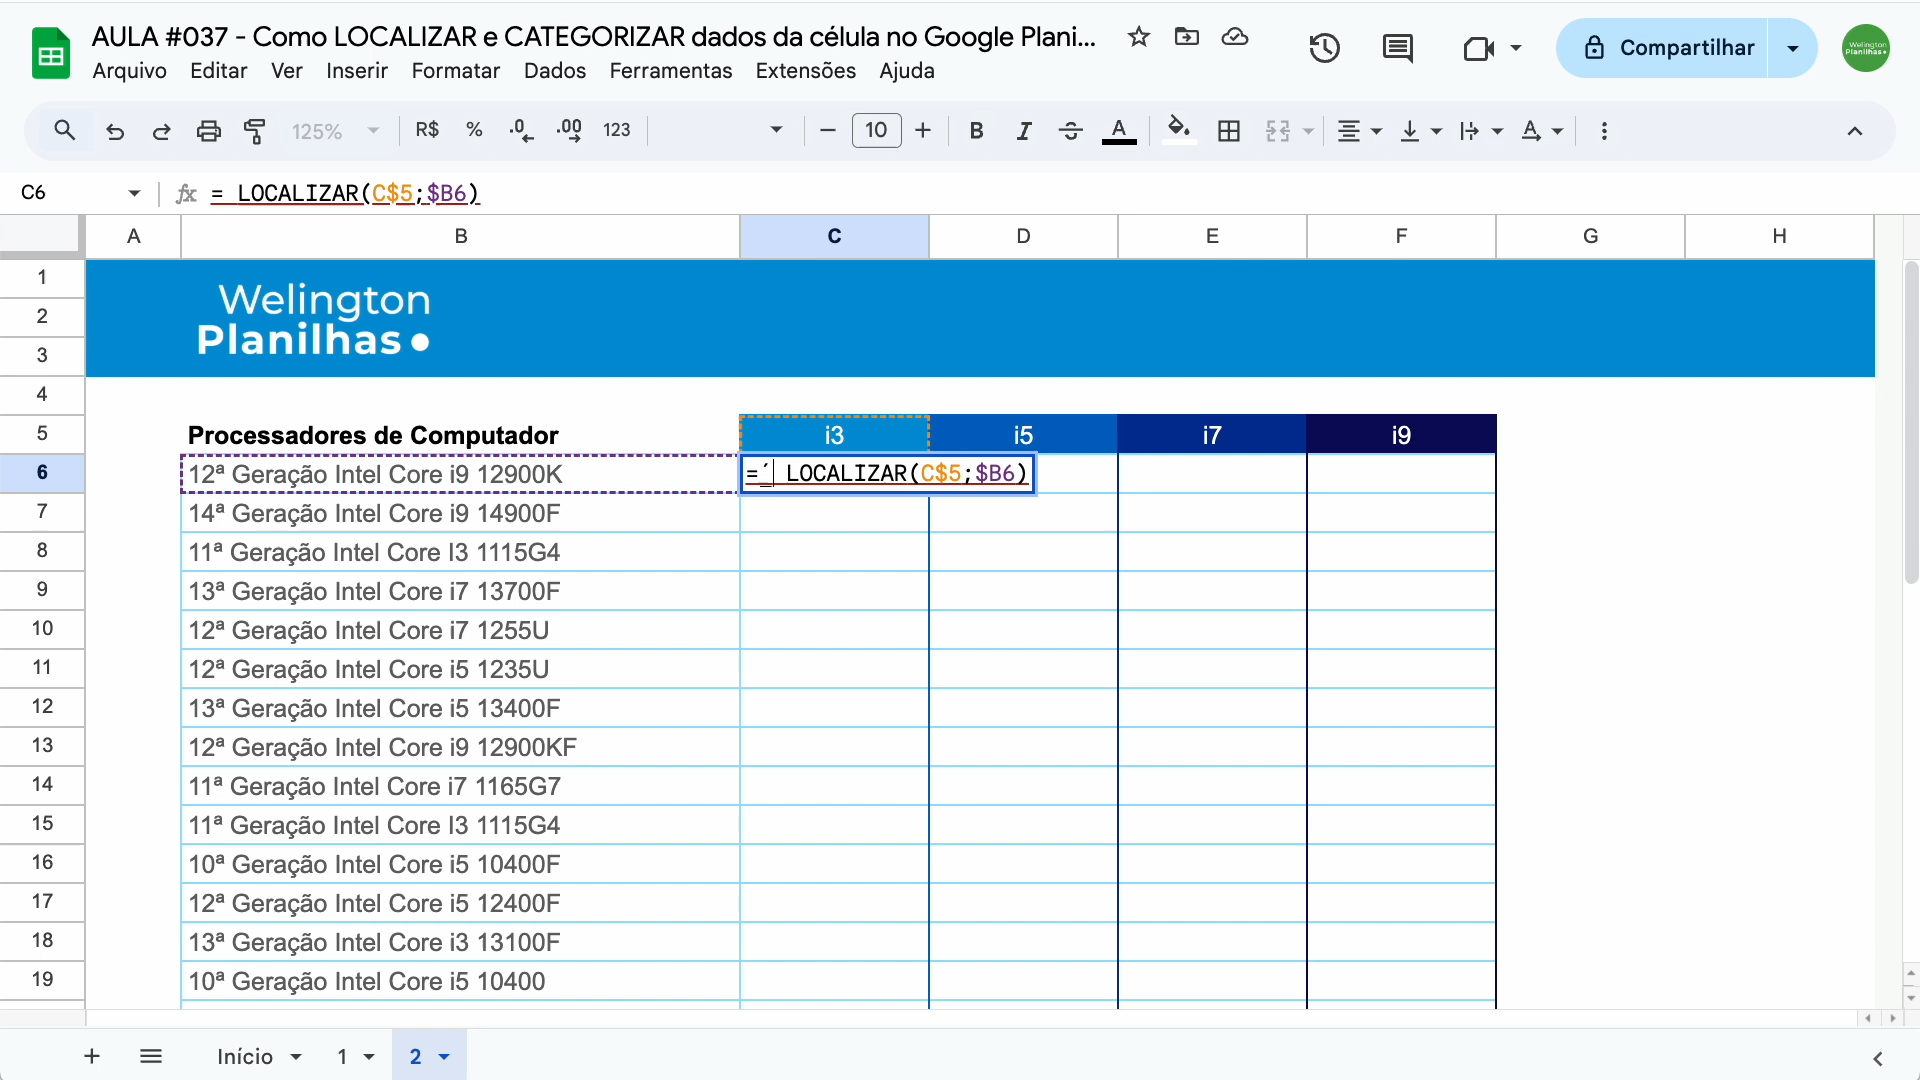 AULA #037 - Como LOCALIZAR e CATEGORIZAR dados da célula no Google Plani...
Arquivo Editar Ver Inserir Formatar Dados Ferramentas Extensões Ajuda
Compartilhar
Welington
Planilhas
125% R$ % .0 .00 123 10 B I S A A
C6 fx = LOCALIZAR(C$5;$B6)
A B C D E F G H
1
2
3
Welington
Planilhas
4
5 Processadores de Computador i3 i5 i7 i9
6 12ª Geração Intel Core i9 12900K =´ LOCALIZAR(C$5;$B6)
7 14ª Geração Intel Core i9 14900F
8 11ª Geração Intel Core I3 1115G4
9 13ª Geração Intel Core i7 13700F
10 12ª Geração Intel Core i7 1255U
11 12ª Geração Intel Core i5 1235U
12 13ª Geração Intel Core i5 13400F
13 12ª Geração Intel Core i9 12900KF
14 11ª Geração Intel Core i7 1165G7
15 11ª Geração Intel Core I3 1115G4
16 10ª Geração Intel Core i5 10400F
17 12ª Geração Intel Core i5 12400F
18 13ª Geração Intel Core i3 13100F
19 10ª Geração Intel Core i5 10400
Início 1 2